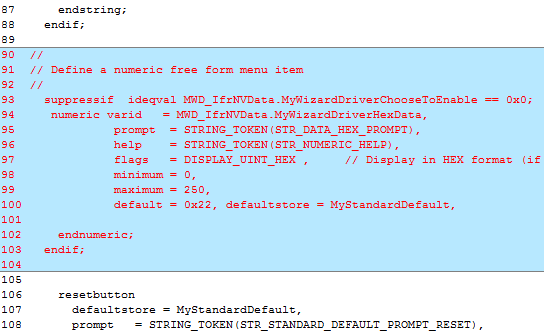 87 endstring;
88 endif;
89
90 //
91 // Define a numeric free form menu item
92 //
93 suppressif ideqval MWD_IfrNVData.MyWizardDriverChooseToEnable == 0x0;
94 numeric varid = MWD_IfrNVData.MyWizardDriverHexData,
95 prompt = STRING_TOKEN(STR_DATA_HEX_PROMPT),
96 help = STRING_TOKEN(STR_NUMERIC_HELP),
97 flags = DISPLAY_UINT_HEX , // Display in HEX format (if
98 minimum = 0,
99 maximum = 250,
100 default = 0x22, defaultstore = MyStandardDefault,
101
102 endnumeric;
103 endif;
104
105
106 resetbutton
107 defaultstore = MyStandardDefault,
108 prompt = STRING_TOKEN(STR_STANDARD_DEFAULT_PROMPT_RESET),